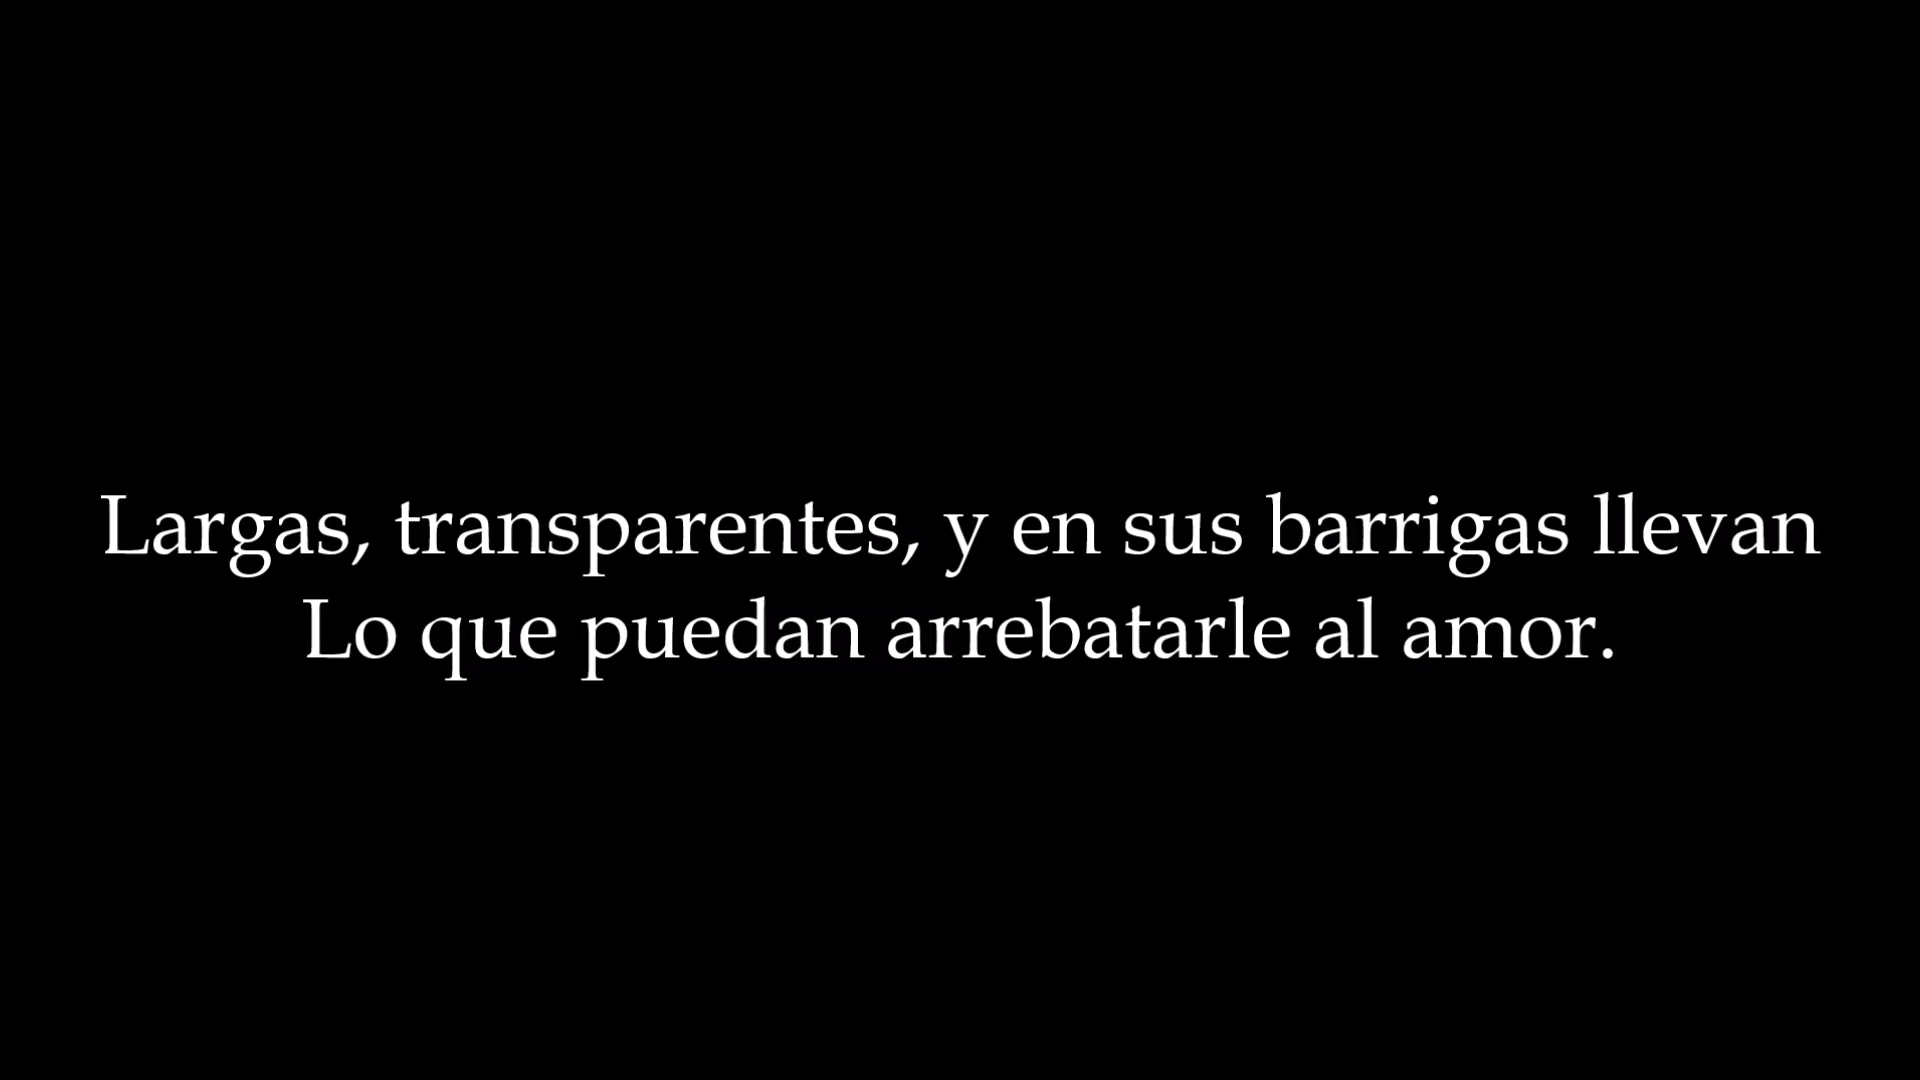 Largas, transparentes, y en sus barrigas llevan
Lo que puedan arrebatarle al amor.